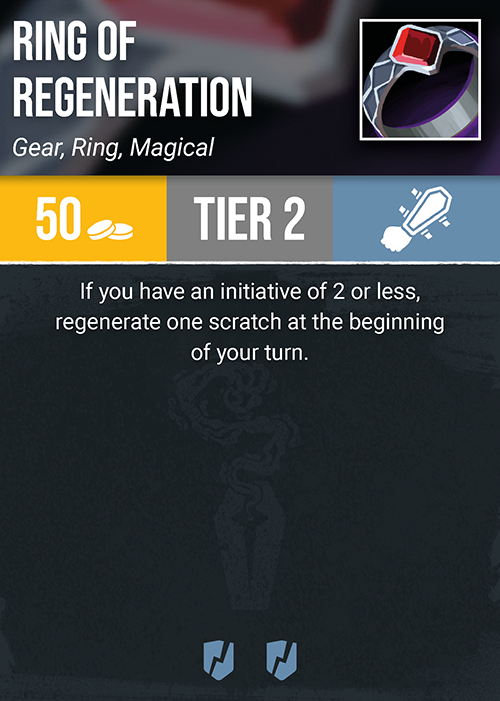 RING OF
REGENERATION
Gear, Ring, Magical
50
TIER 2
If you have an initiative of 2 or less,
regenerate one scratch at the beginning
of your turn.